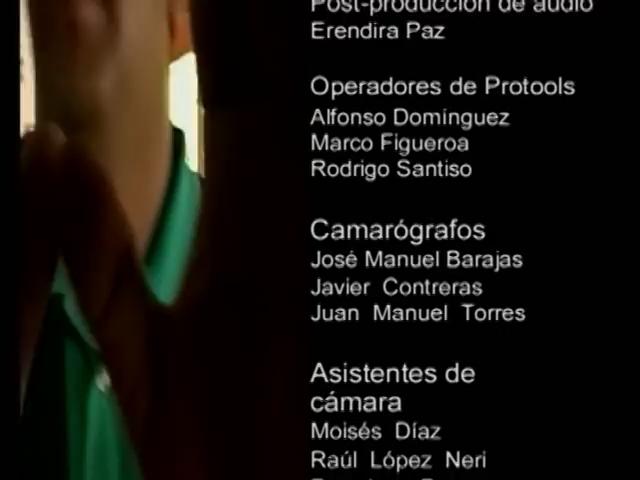 Post-producción de audio
Erendira Paz
Operadores de Protools
Alfonso Domínguez
Marco Figueroa
Rodrigo Santiso
Camarógrafos
José Manuel Barajas
Javier Contreras
Juan Manuel Torres
Asistentes de
cámara
Moisés Díaz
Raúl López Neri